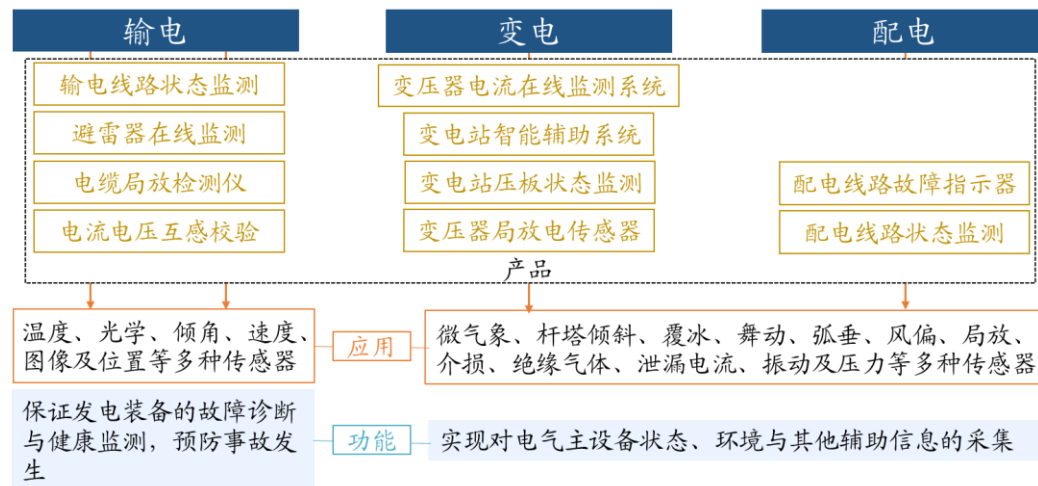 输电
变电
配电
输电线路状态监测
变压器电流在线监测系统
避雷器在线监测
变电站智能辅助系统
电缆局放检测仪
变电站压板状态监测
配电线路故障指示器
电流电压互感校验
变压器局放电传感器
配电线路状态监测
产品
温度、光学、倾角、速度、
图像及位置等多种传感器
应用
微气象、杆塔倾斜、覆冰、舞动、弧垂、风偏、局放、
介损、绝缘气体、泄漏电流、振动及压力等多种传感器
保证发电装备的故障诊断
与健康监测，预防事故发
生
功能
实现对电气主设备状态、环境与其他辅助信息的采集